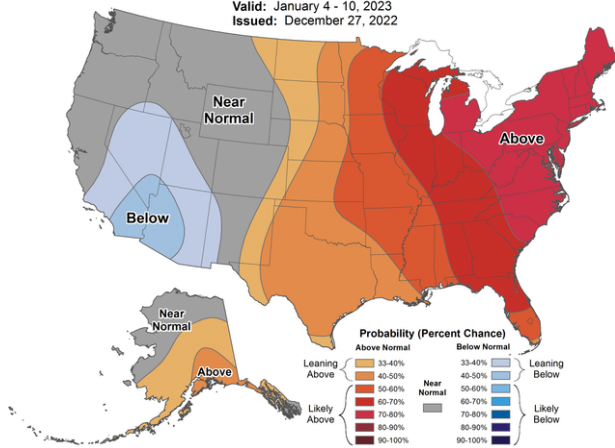 Valid: January 4 - 10, 2023
Issued: December 27, 2022
Near
Normal
Above
Below
Near
Normal
Above
Probability (Percent Chance)
Above Normal
Below Normal
Leaning
Above
33-40%
40-50%
Likely
Above
50-60%
60-70%
70-80%
80-90%
90-100%
Near
Normal
33-40%
40-50%
Leaning
Below
50-60%
60-70%
70-80%
80-90%
90-100%
Likely
Below